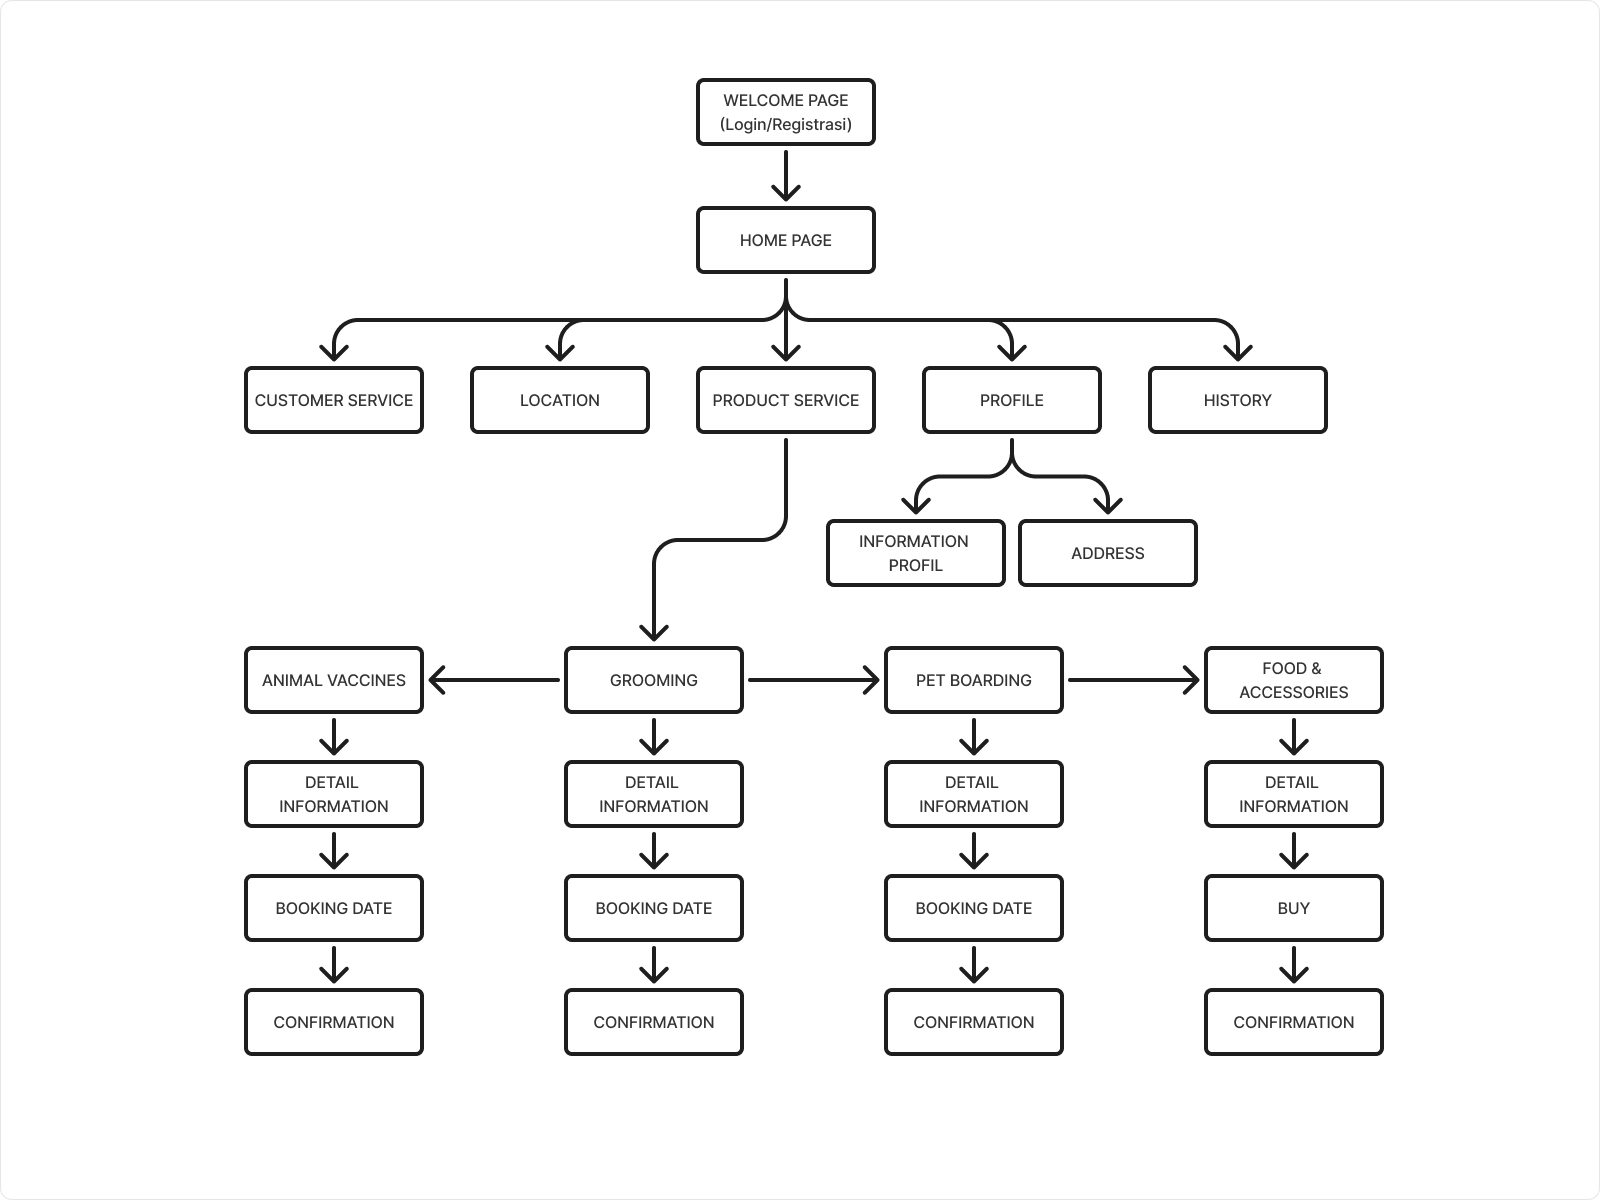 WELCOME PAGE
(Login/Registrasi)
HOME PAGE
CUSTOMER SERVICE
LOCATION
PRODUCT SERVICE
PROFILE
HISTORY
INFORMATION
PROFIL
ADDRESS
ANIMAL VACCINES
GROOMING
PET BOARDING
FOOD &
ACCESSORIES
DETAIL
INFORMATION
DETAIL
INFORMATION
DETAIL
INFORMATION
DETAIL
INFORMATION
BOOKING DATE
BOOKING DATE
BOOKING DATE
BUY
CONFIRMATION
CONFIRMATION
CONFIRMATION
CONFIRMATION